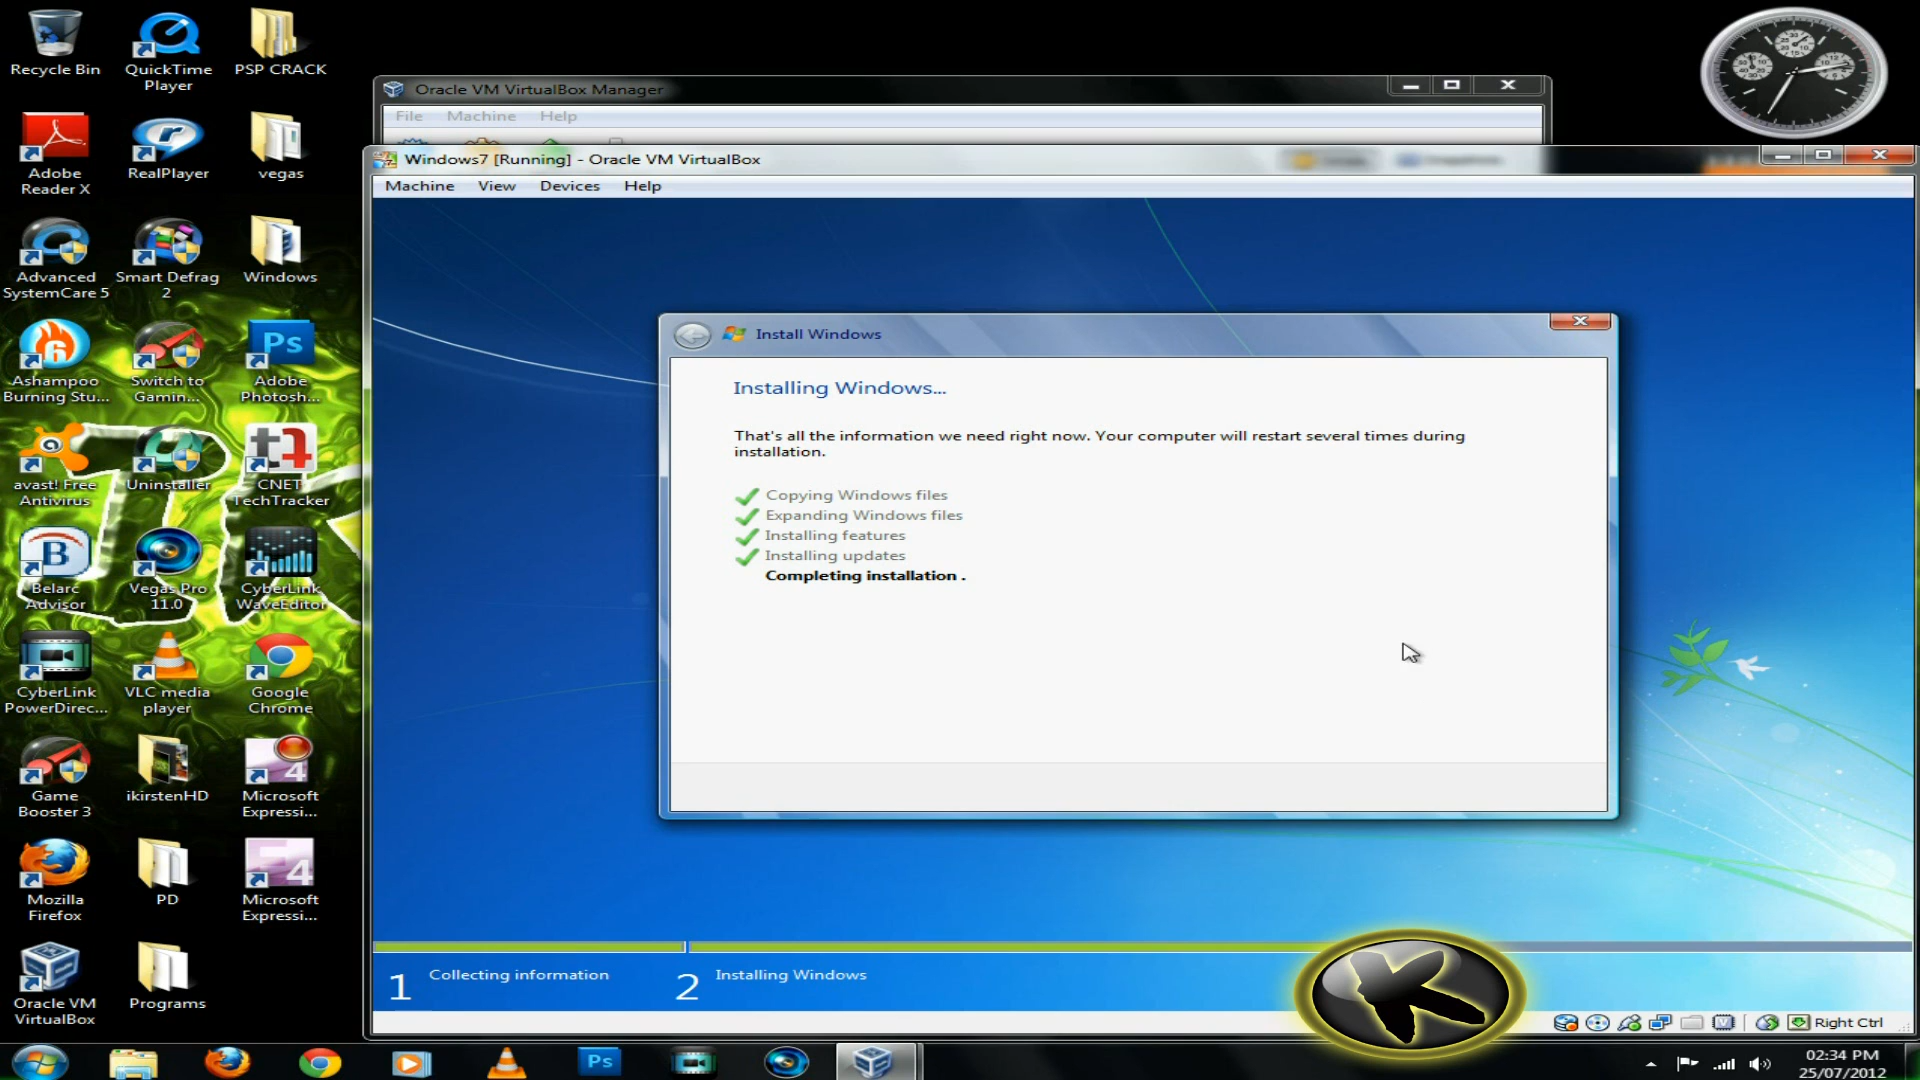 Recycle Bin
QuickTime
Player
PSP CRACK
Adobe
Reader X
RealPlayer
vegas
Advanced
SystemCare 5
Smart Defrag
2
Windows
Ashampoo
Burning Stu...
Switch to
Gamin...
Ps
Adobe
Photosh...
avast! Free
Antivirus
Uninstaller
CNET
TechTracker
B
Belarc
Advisor
Vegas Pro
11.0
CyberLink
WaveEditor
CyberLink
PowerDirec...
VLC media
player
Google
Chrome
Game
Booster 3
ikirstenHD
4
Microsoft
Expressi...
Mozilla
Firefox
PD
4
Microsoft
Expressi...
Oracle VM
VirtualBox
Programs
Oracle VM VirtualBox Manager
File Machine Help
Windows7 [Running] - Oracle VM VirtualBox
Machine View Devices Help
Install Windows
Installing Windows...
That's all the information we need right now. Your computer will restart several times during
installation.
Copying Windows files
Expanding Windows files
Installing features
Installing updates
Completing installation .
1 Collecting information 2 Installing Windows
Right Ctrl
Ps
02:34 PM
25/07/2012